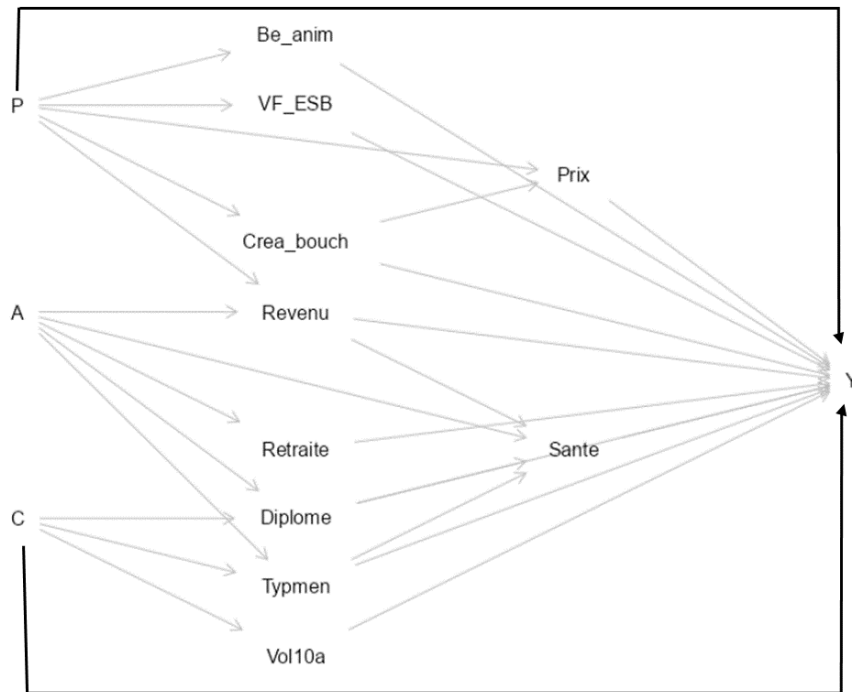 Be_anim
P
VF_ESB
Prix
Crea_bouch
A
Revenu
Y
Retraite
Sante
C
Diplome
Typmen
Vol10a